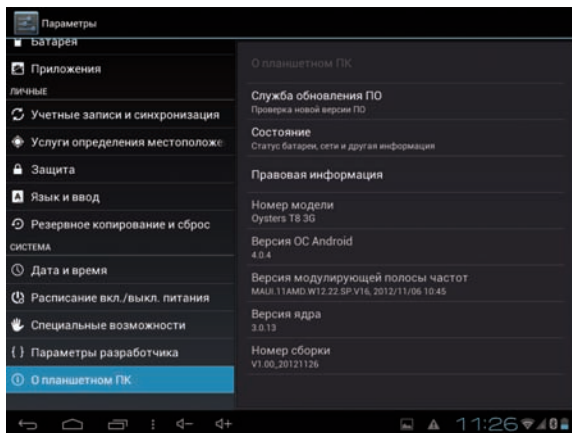 Параметры
Батарея
Приложения
ЛИЧНЫЕ
Учетные записи и синхронизация
Услуги определения местоположе
Защита
Язык и ввод
Резервное копирование и сброс
СИСТЕМА
Дата и время
Расписание вкл./выкл. питания
Специальные возможности
{ } Параметры разработчика
О планшетном ПК
О планшетном ПК
Служба обновления ПО
Проверка новой версии ПО
Состояние
Статус батареи, сети и другая информация
Правовая информация
Номер модели
Oysters T8 3G
Версия ОС Android
4.0.4
Версия модулирующей полосы частот
MAUI.11AMD.W12.22.SP.V16, 2012/11/06 10:45
Версия ядра
3.0.13
Номер сборки
V1.00_20121126
11:26